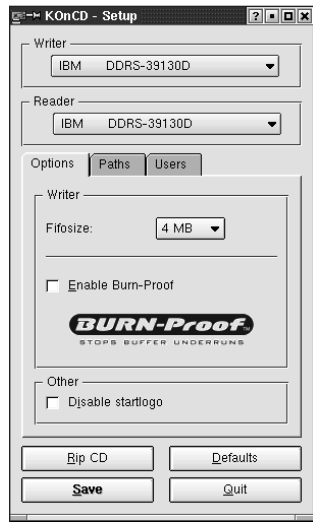 KOnCD - Setup
Writer
IBM DDRS-39130D
Reader
IBM DDRS-39130D
Options Paths Users
Writer
Fifosize: 4 MB
Enable Burn-Proof
BURN-Proof
STOPS BUFFER UNDERRUNS
Other
Disable startlogo
Rip CD Defaults
Save Quit